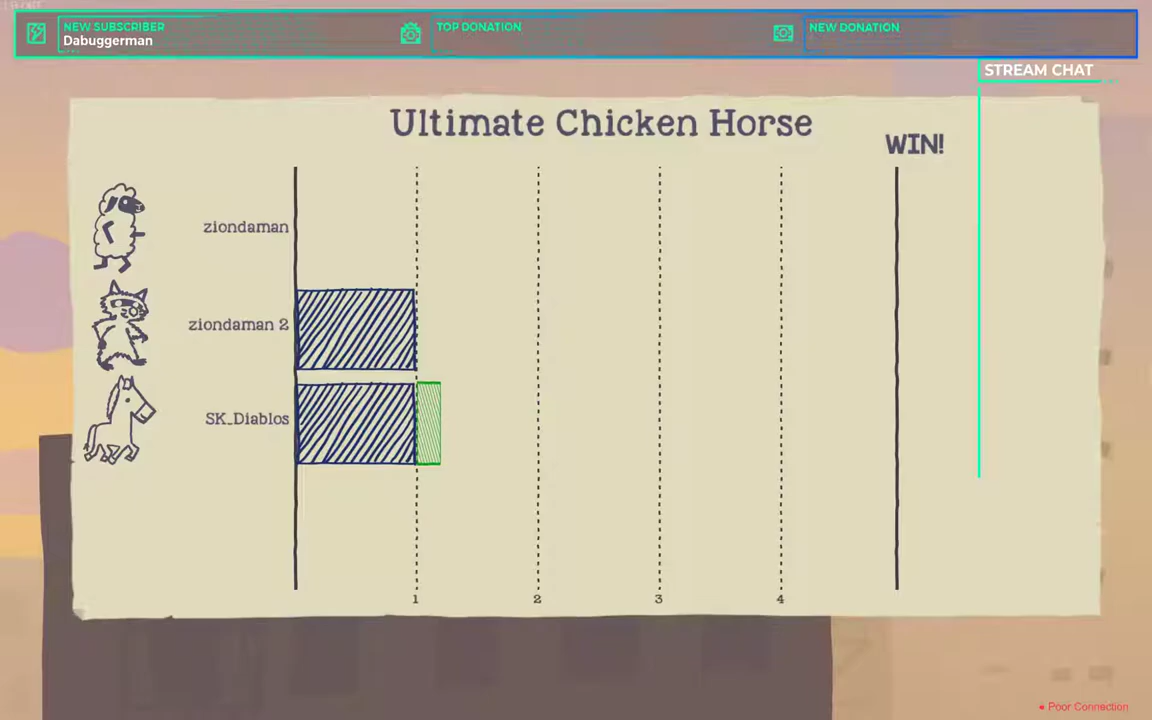 NEW SUBSCRIBER
Dabuggerman
TOP DONATION
NEW DONATION
STREAM CHAT
Ultimate Chicken Horse
WIN!
ziondaman
ziondaman 2
SK_Diablos
1 2 3 4
Poor Connection